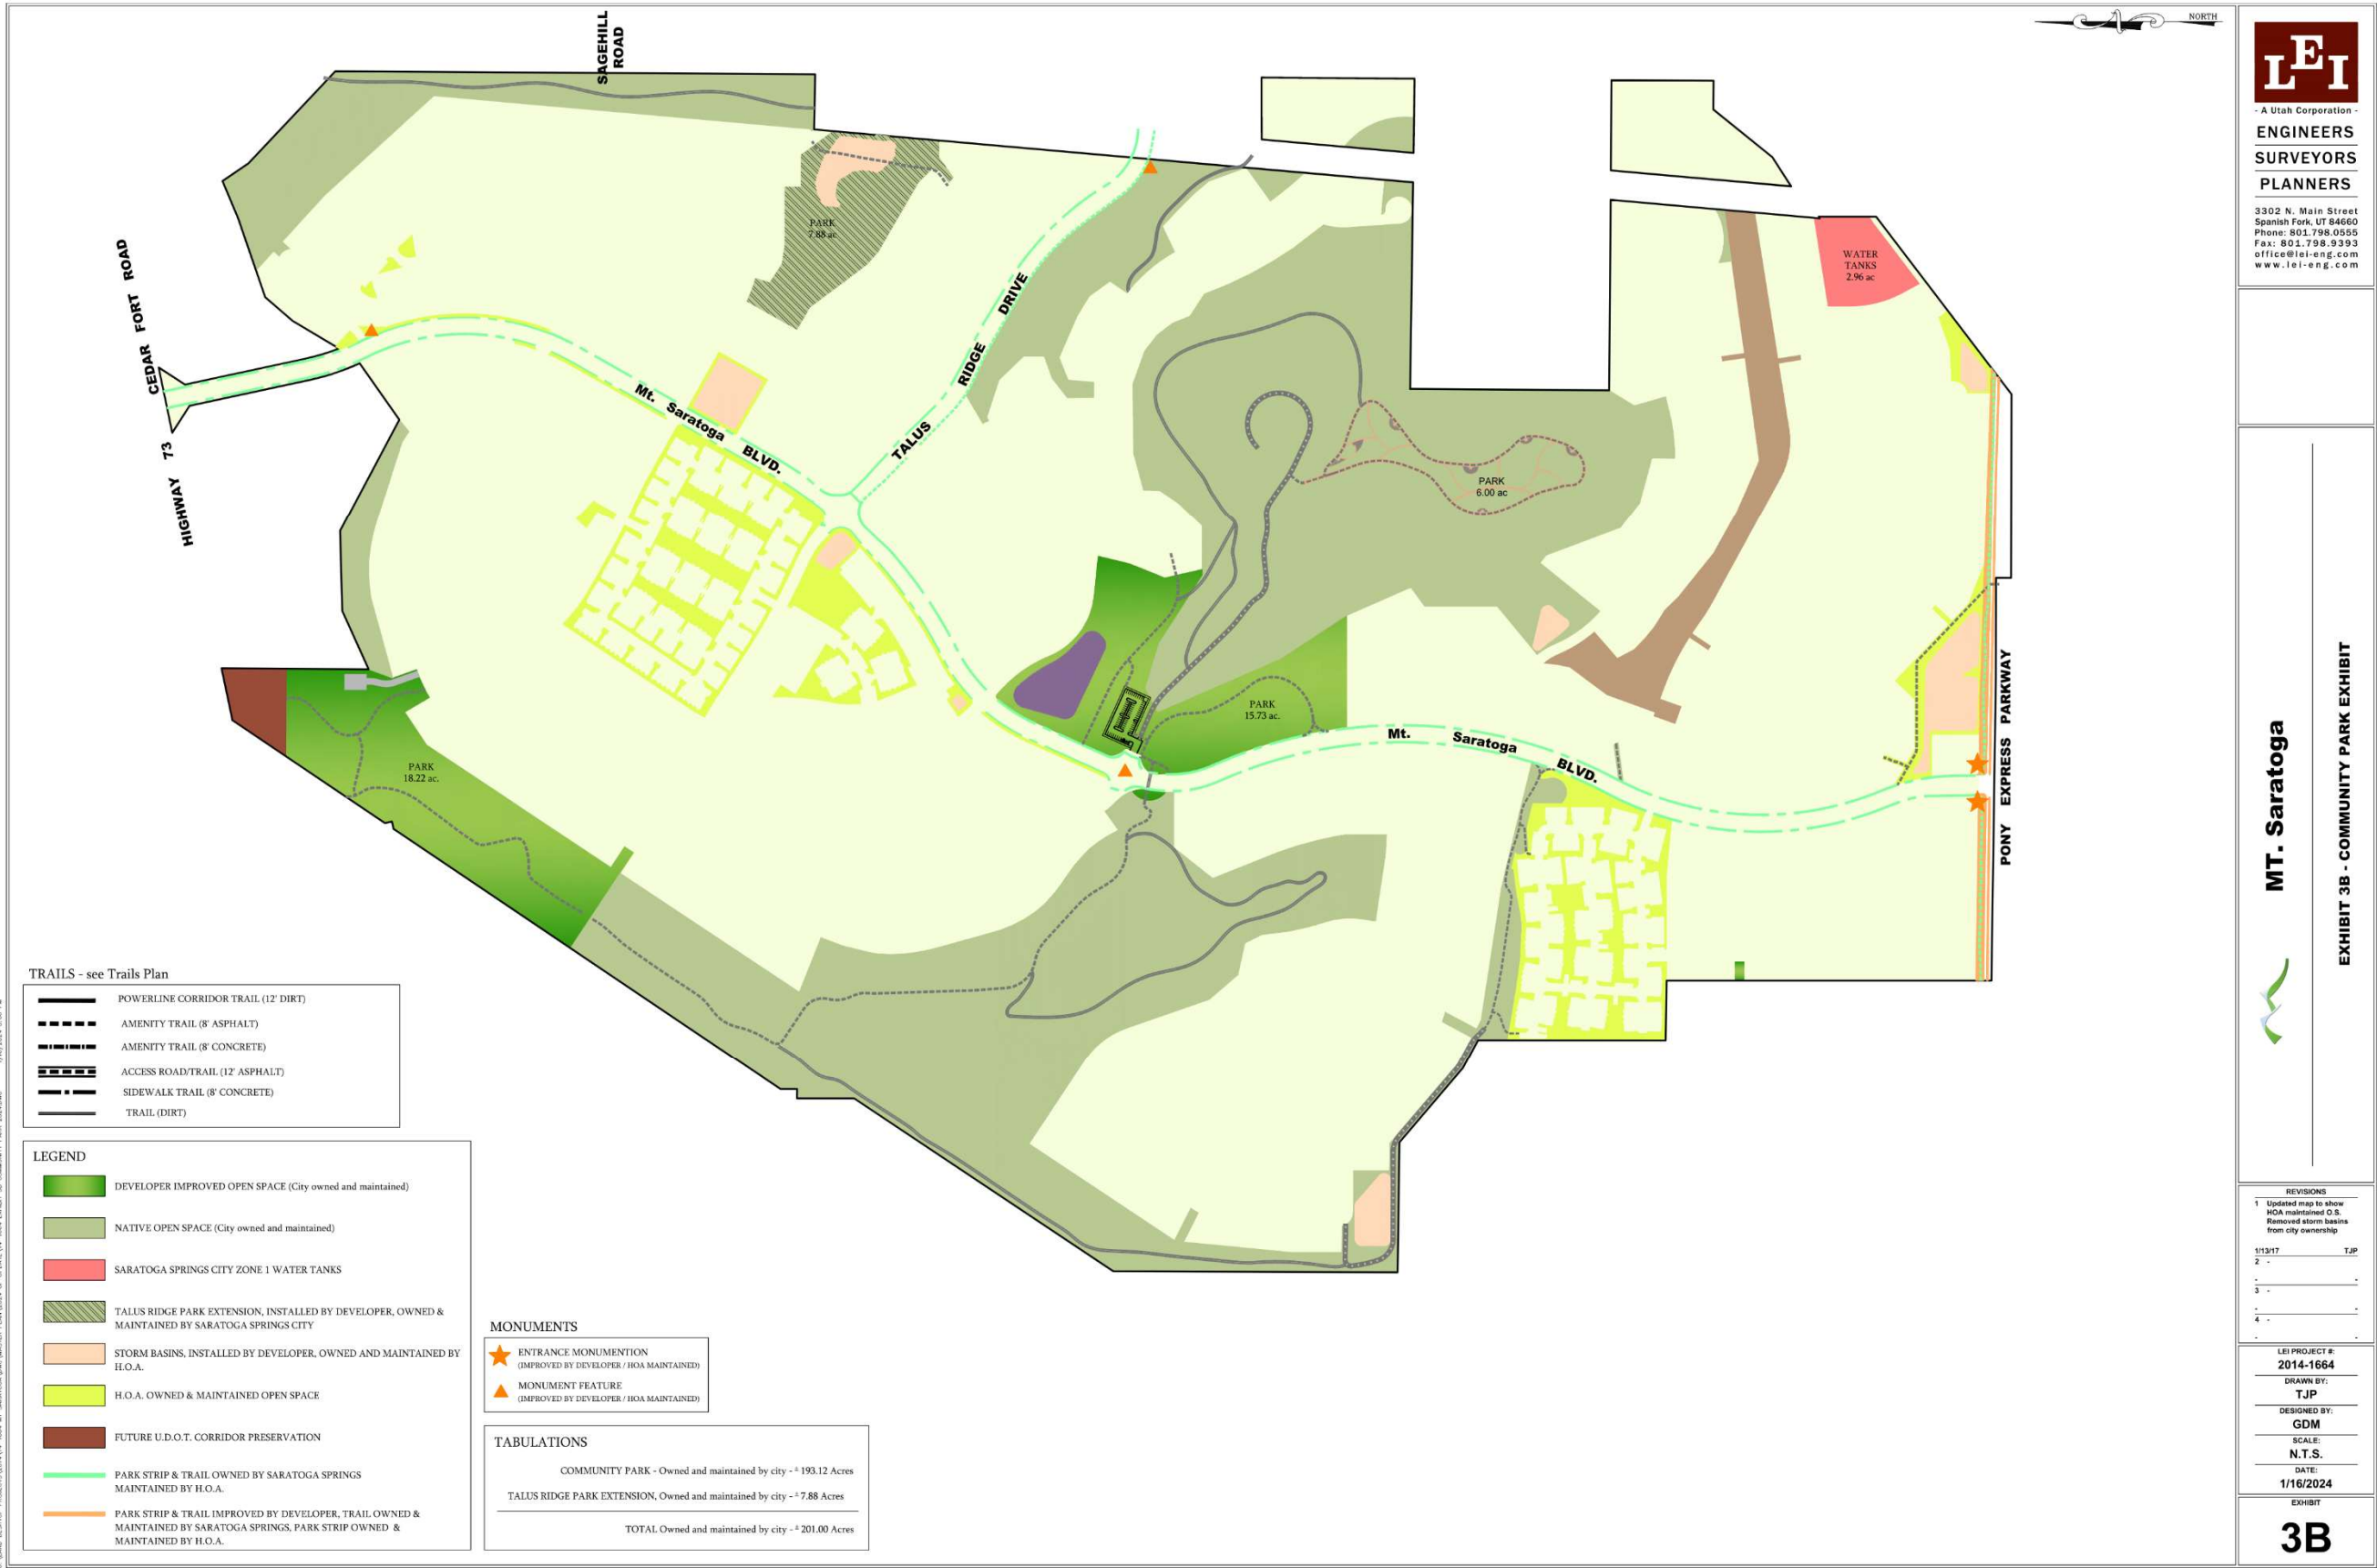 NORTH
SAGEHILL
ROAD
CEDAR FORT ROAD
HIGHWAY 73
PARK
7.88 ac
TALUS RIDGE DRIVE
Mt. Saratoga BLVD.
WATER
TANKS
2.96 ac
PARK
6.00 ac
PARK
15.73 ac.
PARK
18.22 ac.
Mt. Saratoga BLVD.
PONY EXPRESS PARKWAY
TRAILS - see Trails Plan
POWERLINE CORRIDOR TRAIL (12' DIRT)
AMENITY TRAIL (8' ASPHALT)
AMENITY TRAIL (8' CONCRETE)
ACCESS ROAD/TRAIL (12' ASPHALT)
SIDEWALK TRAIL (8' CONCRETE)
TRAIL (DIRT)
LEGEND
DEVELOPER IMPROVED OPEN SPACE (City owned and maintained)
NATIVE OPEN SPACE (City owned and maintained)
SARATOGA SPRINGS CITY ZONE 1 WATER TANKS
TALUS RIDGE PARK EXTENSION, INSTALLED BY DEVELOPER, OWNED &
MAINTAINED BY SARATOGA SPRINGS CITY
STORM BASINS, INSTALLED BY DEVELOPER, OWNED AND MAINTAINED BY
H.O.A.
H.O.A. OWNED & MAINTAINED OPEN SPACE
FUTURE U.D.O.T. CORRIDOR PRESERVATION
PARK STRIP & TRAIL OWNED BY SARATOGA SPRINGS
MAINTAINED BY H.O.A.
PARK STRIP & TRAIL IMPROVED BY DEVELOPER, TRAIL OWNED &
MAINTAINED BY SARATOGA SPRINGS, PARK STRIP OWNED &
MAINTAINED BY H.O.A.
MONUMENTS
ENTRANCE MONUMENTION
(IMPROVED BY DEVELOPER / HOA MAINTAINED)
MONUMENT FEATURE
(IMPROVED BY DEVELOPER / HOA MAINTAINED)
TABULATIONS
COMMUNITY PARK - Owned and maintained by city - ± 193.12 Acres
TALUS RIDGE PARK EXTENSION, Owned and maintained by city - ± 7.88 Acres
TOTAL Owned and maintained by city - ± 201.00 Acres
LEI
- A Utah Corporation -
ENGINEERS
SURVEYORS
PLANNERS
3302 N. Main Street
Spanish Fork, UT 84660
Phone: 801.798.0555
Fax: 801.798.9393
office@lei-eng.com
www.lei-eng.com
MT. Saratoga
EXHIBIT 3B - COMMUNITY PARK EXHIBIT
REVISIONS
1 Updated map to show
HOA maintained O.S.
Removed storm basins
from city ownership
1/13/17 TJP
2 -
- -
3 -
- -
4 -
- -
LEI PROJECT #:
2014-1664
DRAWN BY:
TJP
DESIGNED BY:
GDM
SCALE:
N.T.S.
DATE:
1/16/2024
EXHIBIT
3B